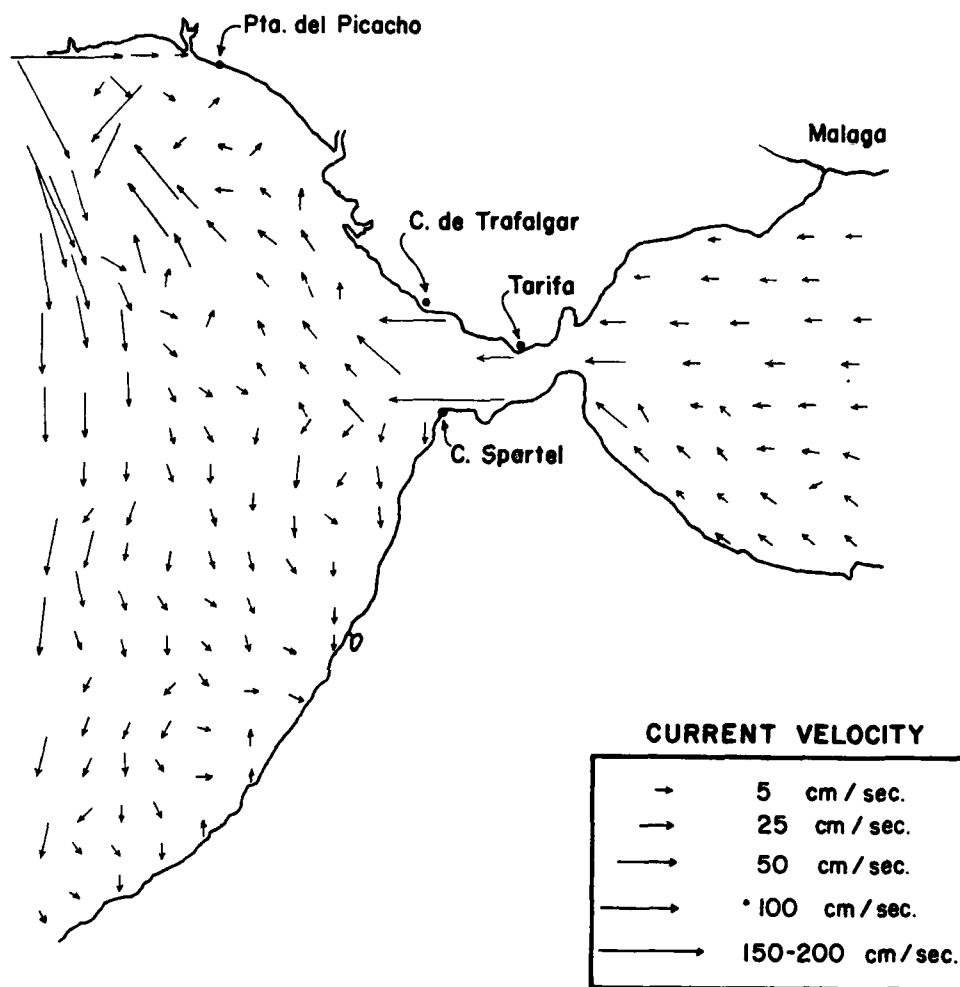 Pta. del Picacho
Malaga
C. de Trafalgar
Tarifa
C. Spartel
CURRENT VELOCITY
5 cm/sec.
25 cm/sec.
50 cm/sec.
100 cm/sec.
150-200 cm/sec.